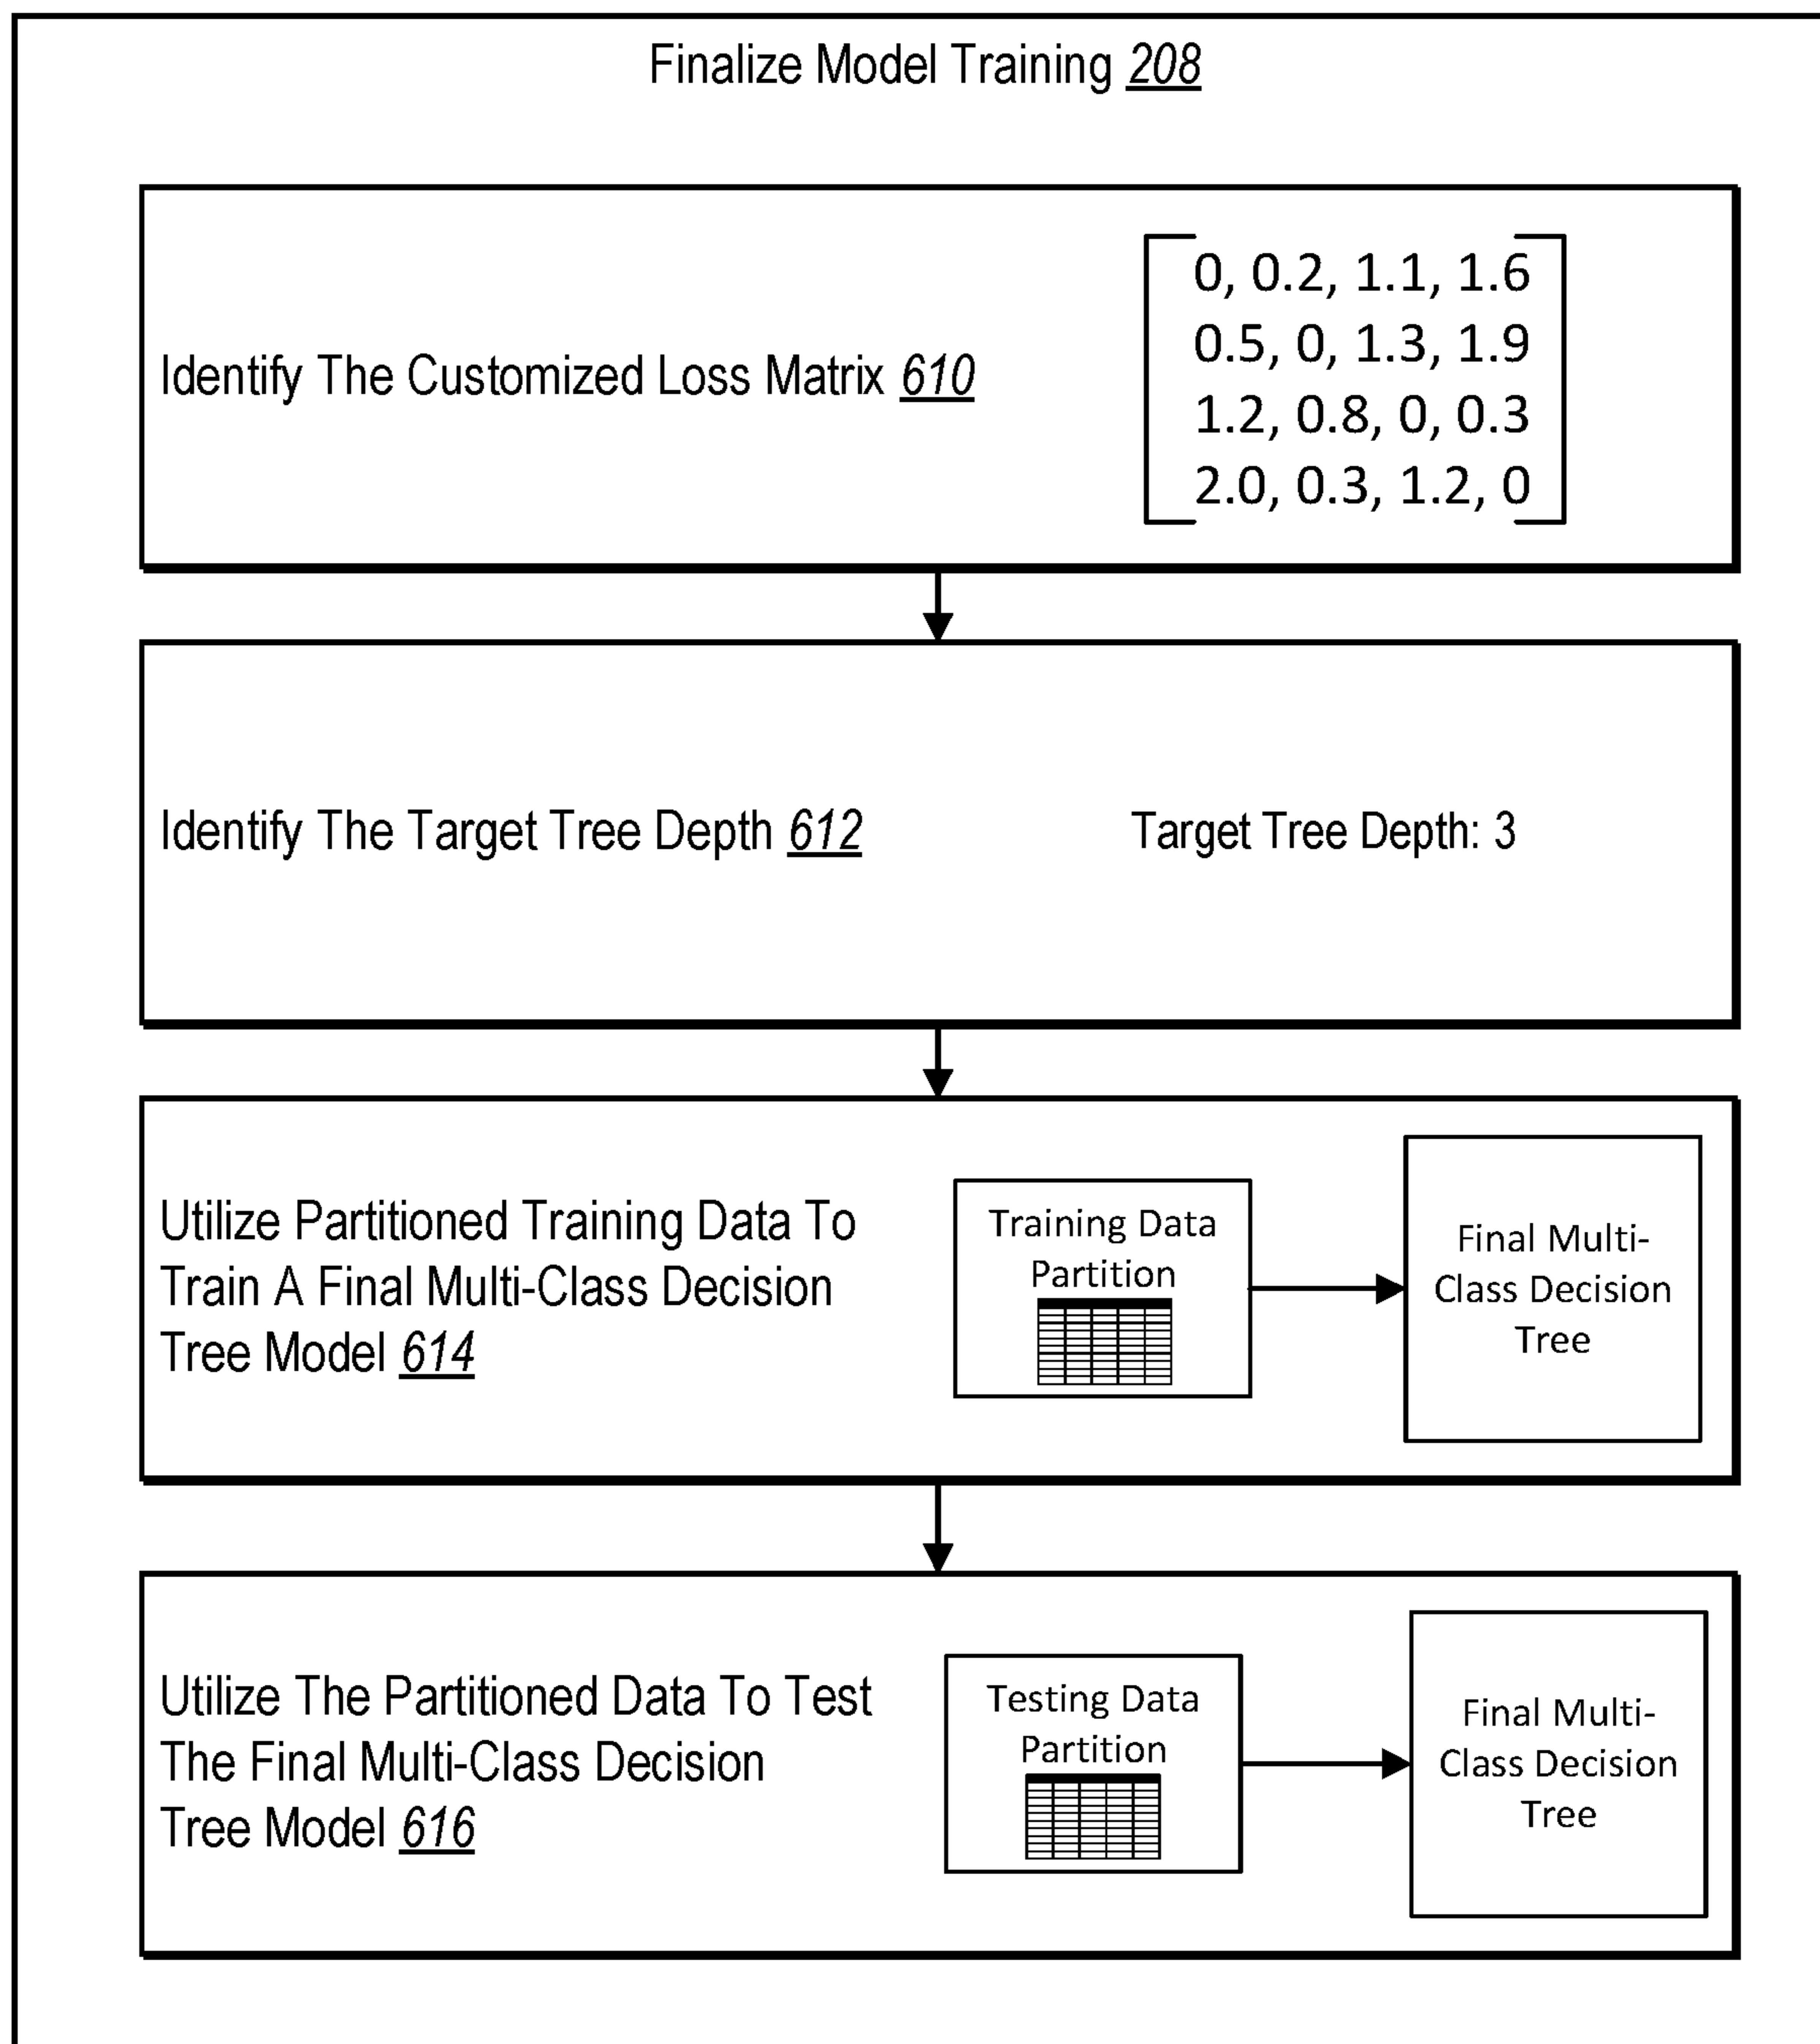 Finalize Model Training 208
Identify The Customized Loss Matrix 610
0, 0.2, 1.1, 1.6
0.5, 0, 1.3, 1.9
1.2, 0.8, 0, 0.3
2.0, 0.3, 1.2, 0
Identify The Target Tree Depth 612
Target Tree Depth: 3
Utilize Partitioned Training Data To
Train A Final Multi-Class Decision
Tree Model 614
Training Data
Partition
Final Multi-
Class Decision
Tree
Utilize The Partitioned Data To Test
The Final Multi-Class Decision
Tree Model 616
Testing Data
Partition
Final Multi-
Class Decision
Tree